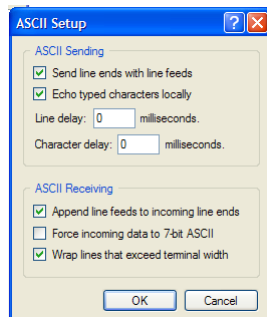 ASCII Setup
ASCII Sending
Send line ends with line feeds
Echo typed characters locally
Line delay: 0 milliseconds.
Character delay: 0 milliseconds.
ASCII Receiving
Append line feeds to incoming line ends
Force incoming data to 7-bit ASCII
Wrap lines that exceed terminal width
OK Cancel